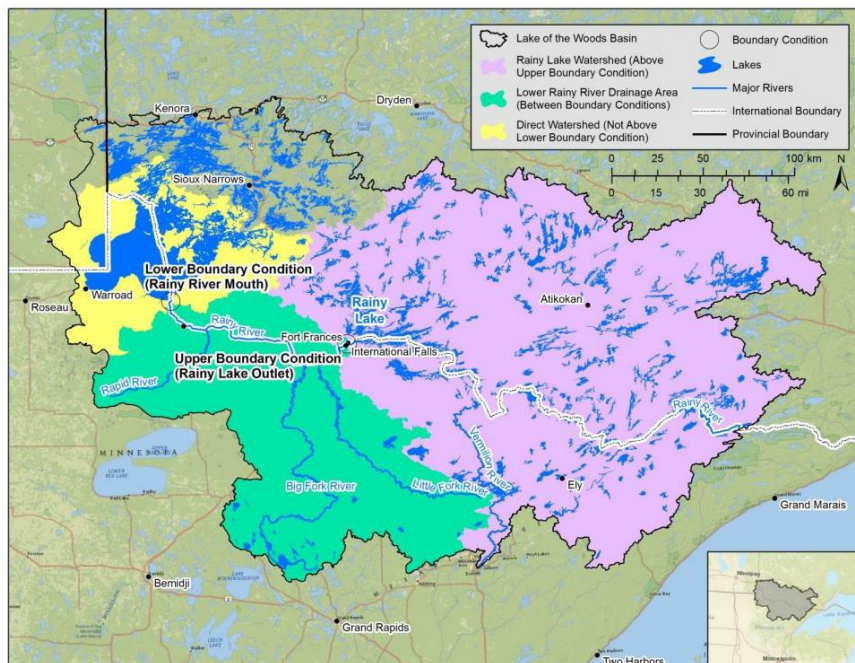 Lake of the Woods Basin
Rainy Lake Watershed (Above
Upper Boundary Condition)
Lower Rainy River Drainage Area
(Between Boundary Conditions)
Direct Watershed (Not Above
Lower Boundary Condition)
Boundary Condition
Lakes
Major Rivers
International Boundary
Provincial Boundary
0 25 50 100 km
0 15 30 60 mi
N
Kenora
Dryden
Sioux Narrows
Lower Boundary Condition
(Rainy River Mouth)
Warroad
Roseau
Rainy
Lake
Atikokan
Rainy River
Fort Frances
International Falls
Upper Boundary Condition
(Rainy Lake Outlet)
Rapid River
Rainy River
Vermilion River
MINNESOTA
Big Fork River
Little Fork River
Ely
Grand Marais
Bemidji
Grand Rapids
Two Harbors
Winnipeg
Minneapolis